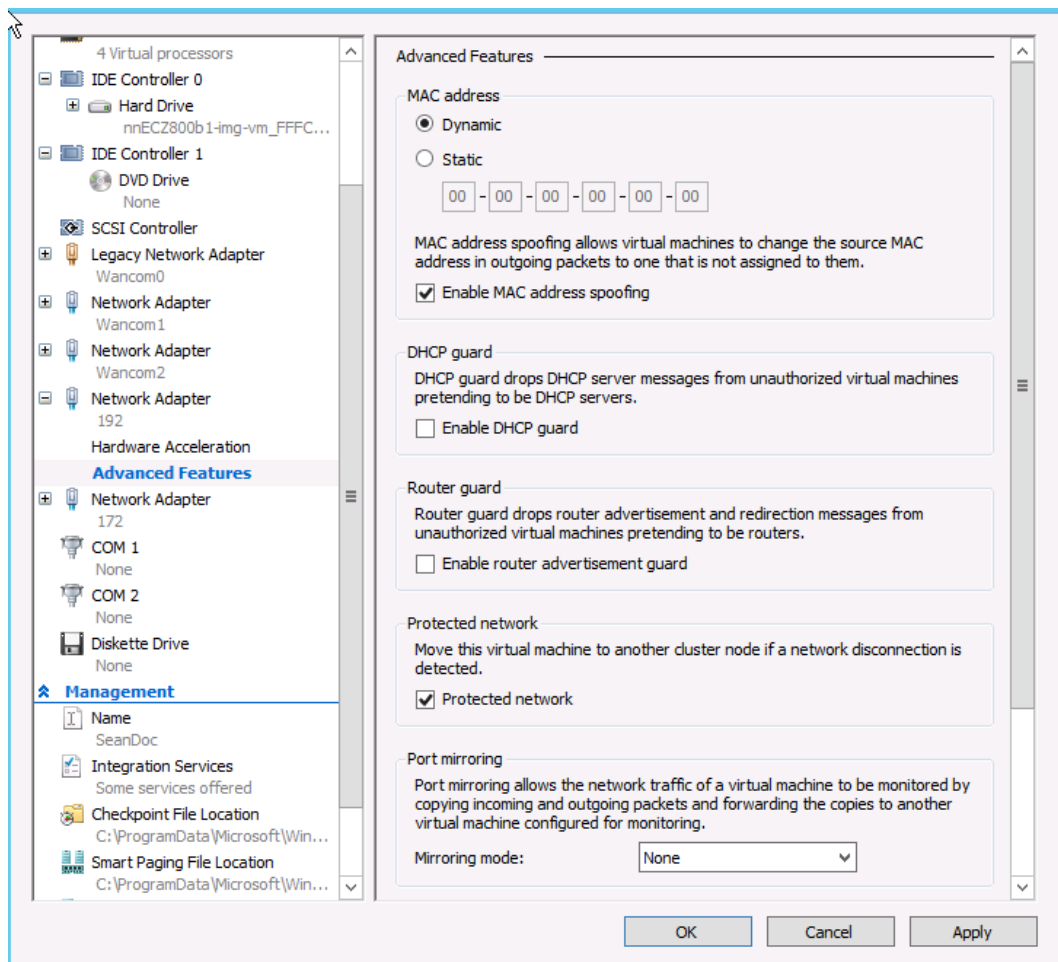 4 Virtual processors
IDE Controller 0
Hard Drive
nnECZ800b1-img-vm_FFFC...
IDE Controller 1
DVD Drive
None
SCSI Controller
Legacy Network Adapter
Wancom0
Network Adapter
Wancom1
Network Adapter
Wancom2
Network Adapter
192
Hardware Acceleration
Advanced Features
Network Adapter
172
COM 1
None
COM 2
None
Diskette Drive
None
Management
Name
SeanDoc
Integration Services
Some services offered
Checkpoint File Location
C:\ProgramData\Microsoft\Win...
Smart Paging File Location
C:\ProgramData\Microsoft\Win...
Advanced Features
MAC address
Dynamic
Static
00 - 00 - 00 - 00 - 00 - 00
MAC address spoofing allows virtual machines to change the source MAC
address in outgoing packets to one that is not assigned to them.
Enable MAC address spoofing
DHCP guard
DHCP guard drops DHCP server messages from unauthorized virtual machines
pretending to be DHCP servers.
Enable DHCP guard
Router guard
Router guard drops router advertisement and redirection messages from
unauthorized virtual machines pretending to be routers.
Enable router advertisement guard
Protected network
Move this virtual machine to another cluster node if a network disconnection is
detected.
Protected network
Port mirroring
Port mirroring allows the network traffic of a virtual machine to be monitored by
copying incoming and outgoing packets and forwarding the copies to another
virtual machine configured for monitoring.
Mirroring mode: None
OK Cancel Apply